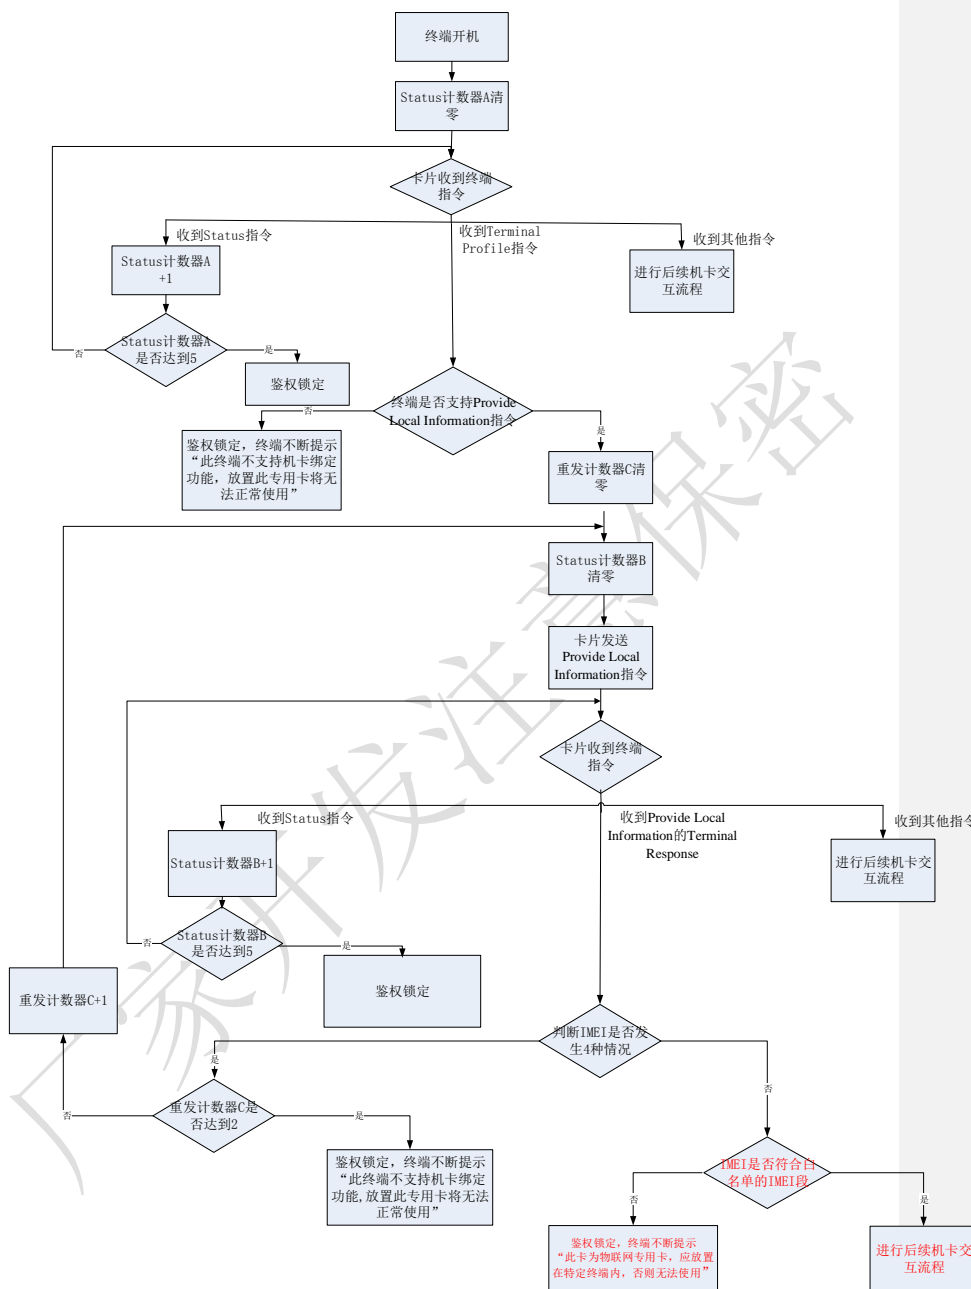 终端开机
Status计数器A清
零
卡片收到终端
指令
收到Status指令
收到Terminal
Profile指令
收到其他指令
Status计数器A
+1
进行后续机卡交
互流程
Status计数器A
是否达到5
否
是
鉴权锁定
终端是否支持Provide
Local Information指令
否
是
鉴权锁定，终端不断提示
“此终端不支持机卡绑定
功能，放置此专用卡将无
法正常使用”
重发计数器C清
零
Status计数器B
清零
卡片发送
Provide Local
Information指令
卡片收到终端
指令
收到Status指令
收到Provide Local
Information的Terminal
Response
收到其他指令
Status计数器B+1
进行后续机卡交
互流程
Status计数器B
是否达到5
否
是
鉴权锁定
重发计数器C+1
判断IMEI是否发
生4种情况
是
否
重发计数器C是
否达到2
否
是
鉴权锁定，终端不断提示
“此终端不支持机卡绑定
功能,放置此专用卡将无法
正常使用”
IMEI是否符合白
名单的IMEI段
否
是
鉴权锁定，终端不断提示
“此卡为物联网专用卡，应放置
在特定终端内，否则无法使用”
进行后续机卡交
互流程
厂家开发注意保密